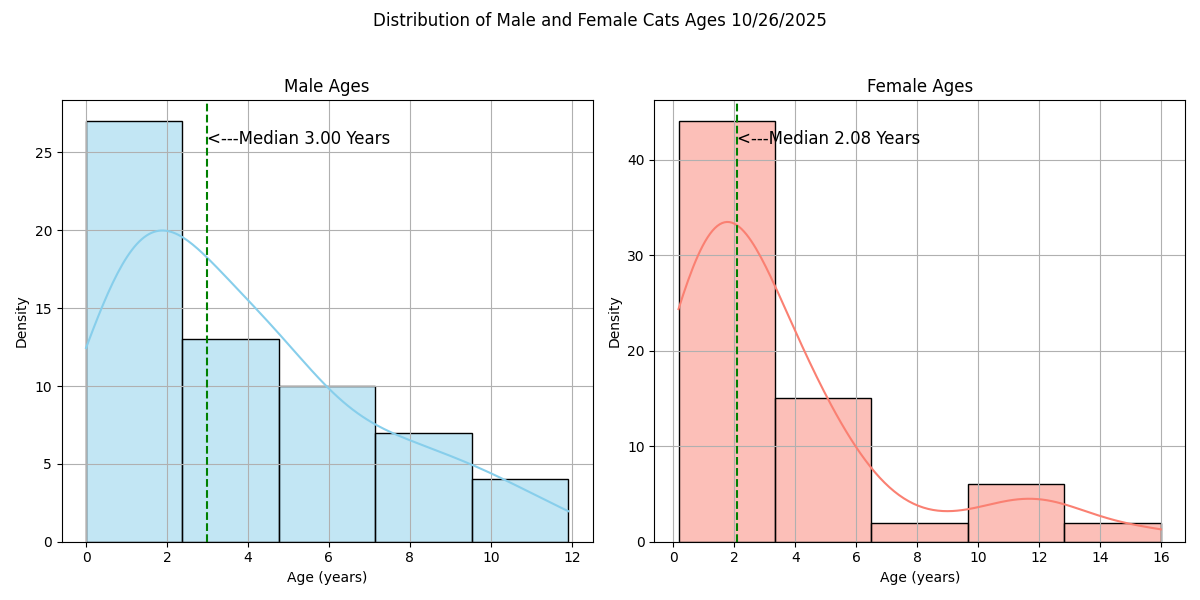 Distribution of Male and Female Cats Ages 10/26/2025
Male Ages
<---Median 3.00 Years
25
20
15
10
5
0
Density
0 2 4 6 8 10 12
Age (years)
Female Ages
<---Median 2.08 Years
40
30
20
10
0
Density
0 2 4 6 8 10 12 14 16
Age (years)